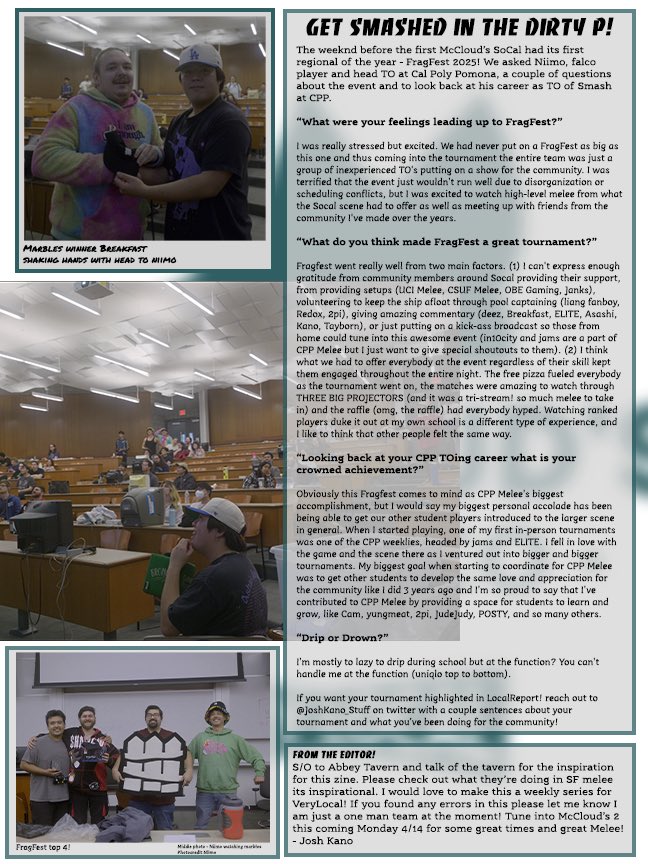 GET SMASHED IN THE DIRTY P!
The weeknd before the first McCloud's SoCal had its first
regional of the year - FragFest 2025! We asked Niimo, falco
player and head TO at Cal Poly Pomona, a couple of questions
about the event and to look back at his career as TO of Smash
at CPP.
"What were your feelings leading up to FragFest?"
I was really stressed but excited. We had never put on a FragFest as big as
this one and thus coming into the tournament the entire team was just a
group of inexperienced TO's putting on a show for the community. I was
terrified that the event just wouldn't run well due to disorganization or
scheduling conflicts, but I was excited to watch high-level melee from what
the Socal scene had to offer as well as meeting up with friends from the
community I've made over the years.
"What do you think made FragFest a great tournament?"
Fragfest went really well from two main factors. (1) I can't express enough
gratitude from community members around Socal providing their support,
from providing setups (UCI Melee, CSUF Melee, OBE Gaming, Janks),
volunteering to keep the ship afloat through pool captaining (liang fanboy,
Redox, 2pi), giving amazing commentary (deez, Breakfast, ELITE, Asashi,
Kano, Tayborn), or just putting on a kick-ass broadcast so those from
home could tune into this awesome event (in10city and jams are a part of
CPP Melee but I just want to give special shoutouts to them). (2) I think
what we had to offer everybody at the event regardless of their skill kept
them engaged throughout the entire night. The free pizza fueled everybody
as the tournament went on, the matches were amazing to watch through
THREE BIG PROJECTORS (and it was a tri-stream! so much melee to take
in) and the raffle (omg, the raffle) had everybody hyped. Watching ranked
players duke it out at my own school is a different type of experience, and
I like to think that other people felt the same way.
"Looking back at your CPP TOing career what is your
crowned achievement?"
Obviously this Fragfest comes to mind as CPP Melee's biggest
accomplishment, but I would say my biggest personal accolade has been
being able to get our other student players introduced to the larger scene
in general. When I started playing, one of my first in-person tournaments
was one of the CPP weeklies, headed by jams and ELITE. I fell in love with
the game and the scene there as I ventured out into bigger and bigger
tournaments. My biggest goal when starting to coordinate for CPP Melee
was to get other students to develop the same love and appreciation for
the community like I did 3 years ago and I'm so proud to say that I've
contributed to CPP Melee by providing a space for students to learn and
grow, like Cam, yungmeat, 2pi, JudeJudy, POSTY, and so many others.
"Drip or Drown?"
I'm mostly to lazy to drip during school but at the function? You can't
handle me at the function (uniqlo top to bottom).
If you want your tournament highlighted in LocalReport! reach out to
@JoshKano_Stuff on twitter with a couple sentences about your
tournament and what you've been doing for the community!
Marbles winner Breakfast
shaking hands with head to niimo
FragFest top 4!
Middle photo - Niimo watching marbles
FROM THE EDITOR!
S/O to Abbey Tavern and talk of the tavern for the inspiration
for this zine. Please check out what they're doing in SF melee
its inspirational. I would love to make this a weekly series for
VeryLocal! If you found any errors in this please let me know I
am just a one man team at the moment! Tune into McCloud's 2
this coming Monday 4/14 for some great times and great Melee!
- Josh Kano